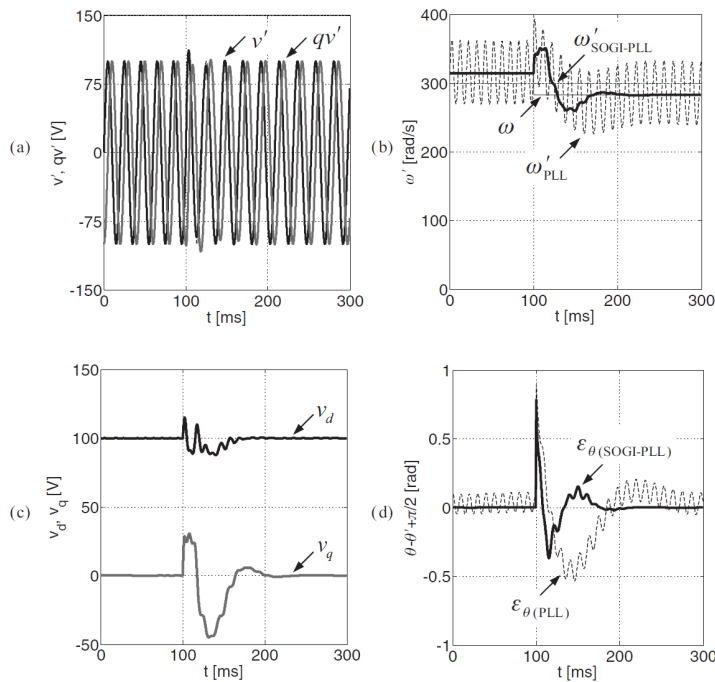 150
75
0
-75
-150
v', qv' [V]
(a)
v'
qv'
0
100
200
300
t [ms]
400
300
200
100
0
ω' [rad/s]
(b)
ω'SOGI-PLL
ω
ω'PLL
0
100
200
300
t [ms]
150
100
50
0
-50
vd, vq [V]
(c)
vd
vq
0
100
200
300
t [ms]
1
0.5
0
-0.5
-1
θ-θ'+π/2 [rad]
(d)
εθ(SOGI-PLL)
εθ(PLL)
0
100
200
300
t [ms]